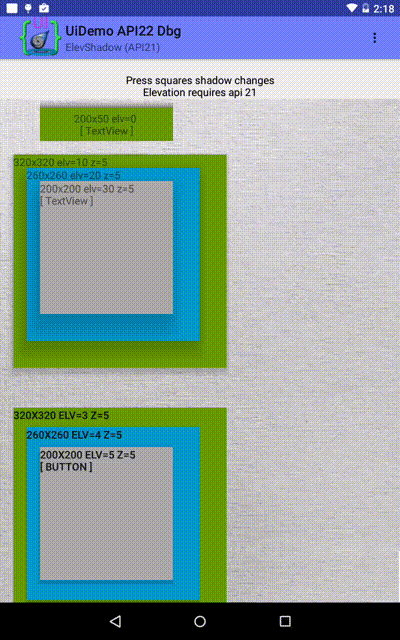 2:18
UI
UiDemo API22 Dbg
ElevShadow (API21)
Press squares shadow changes
Elevation requires api 21
200x50 elv=0
[ TextView ]
320x320 elv=10 z=5
260x260 elv=20 z=5
200x200 elv=30 z=5
[ TextView ]
320X320 ELV=3 Z=5
260X260 ELV=4 Z=5
200X200 ELV=5 Z=5
[ BUTTON ]